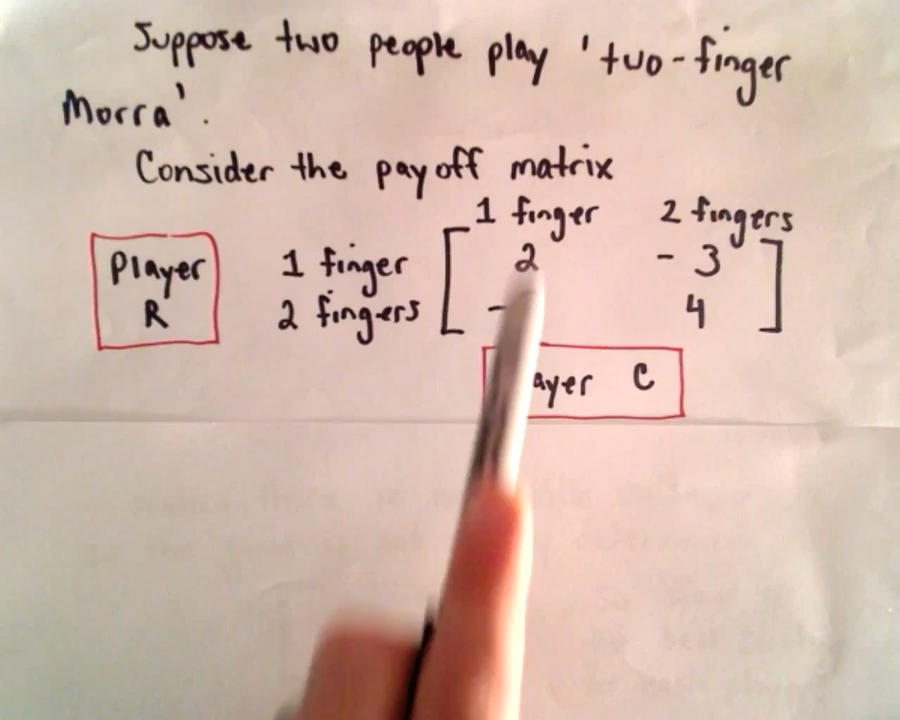 Suppose two people play 'two-finger
Morra'.
Consider the payoff matrix
1 finger 2 fingers
Player R
1 finger 2 -3
2 fingers - 4
C